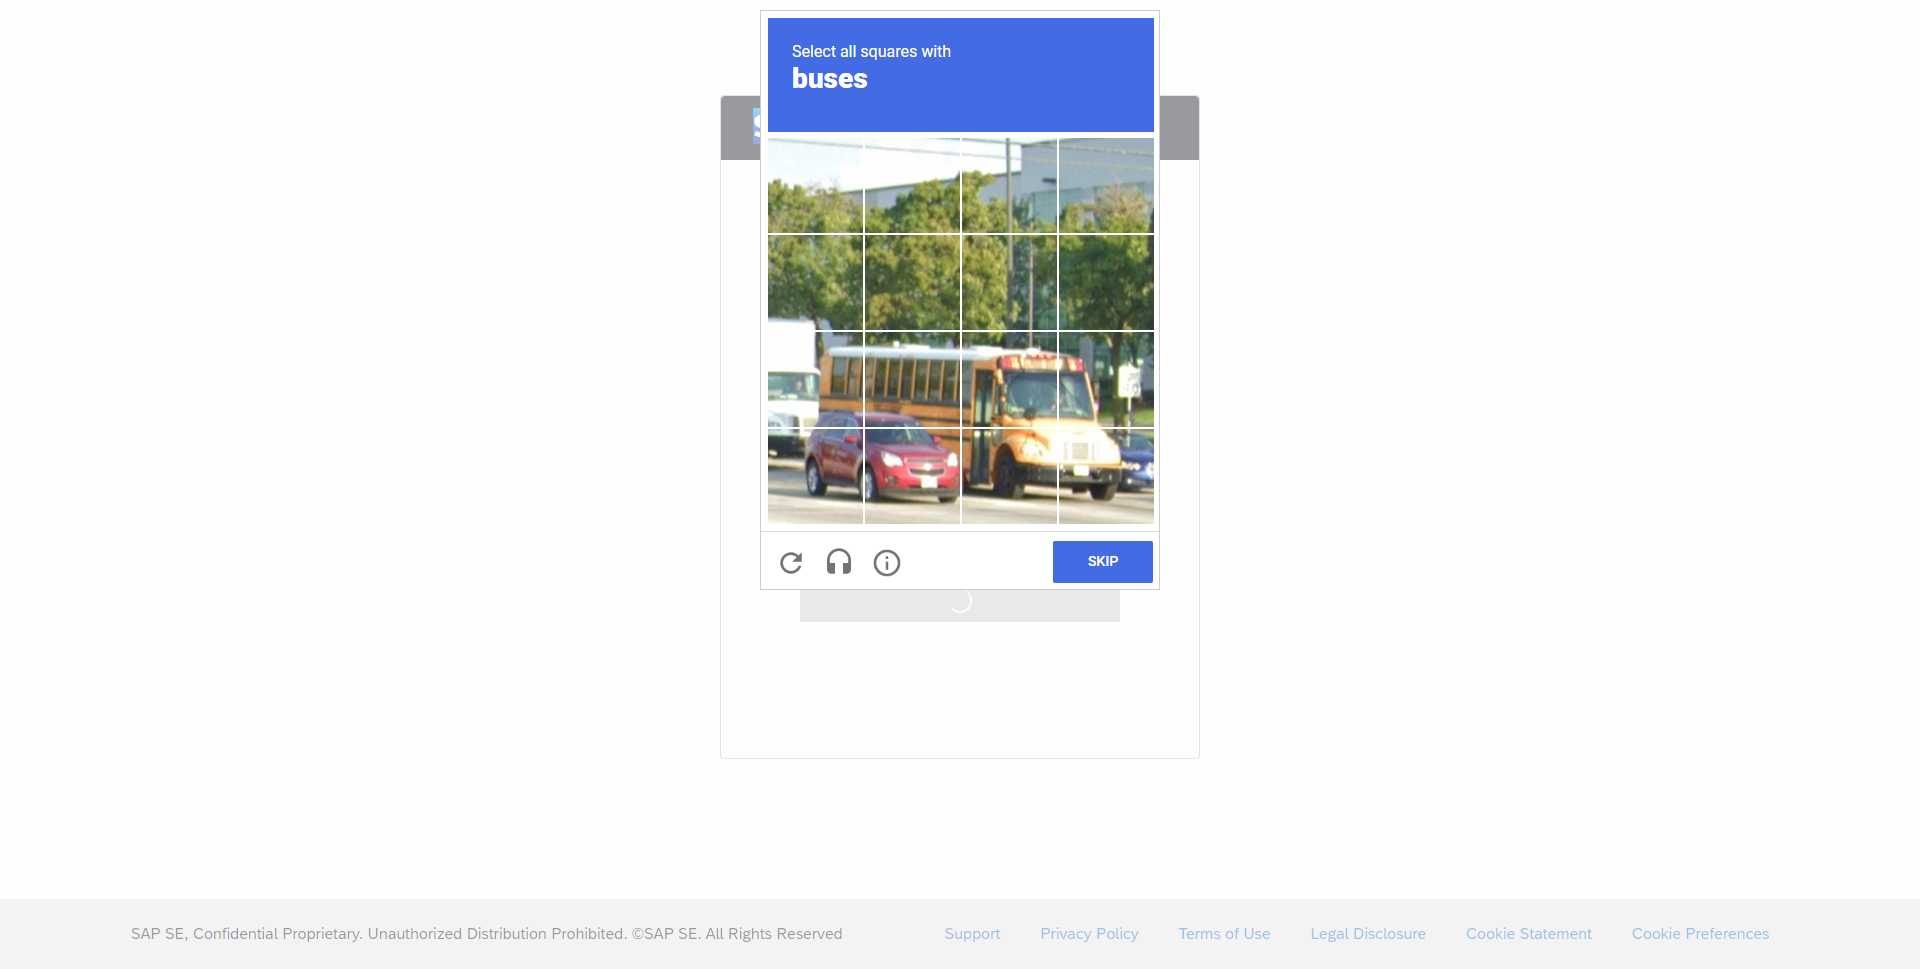 Select all squares with
buses
SKIP
SAP SE, Confidential Proprietary. Unauthorized Distribution Prohibited. ©SAP SE. All Rights Reserved
Support
Privacy Policy
Terms of Use
Legal Disclosure
Cookie Statement
Cookie Preferences